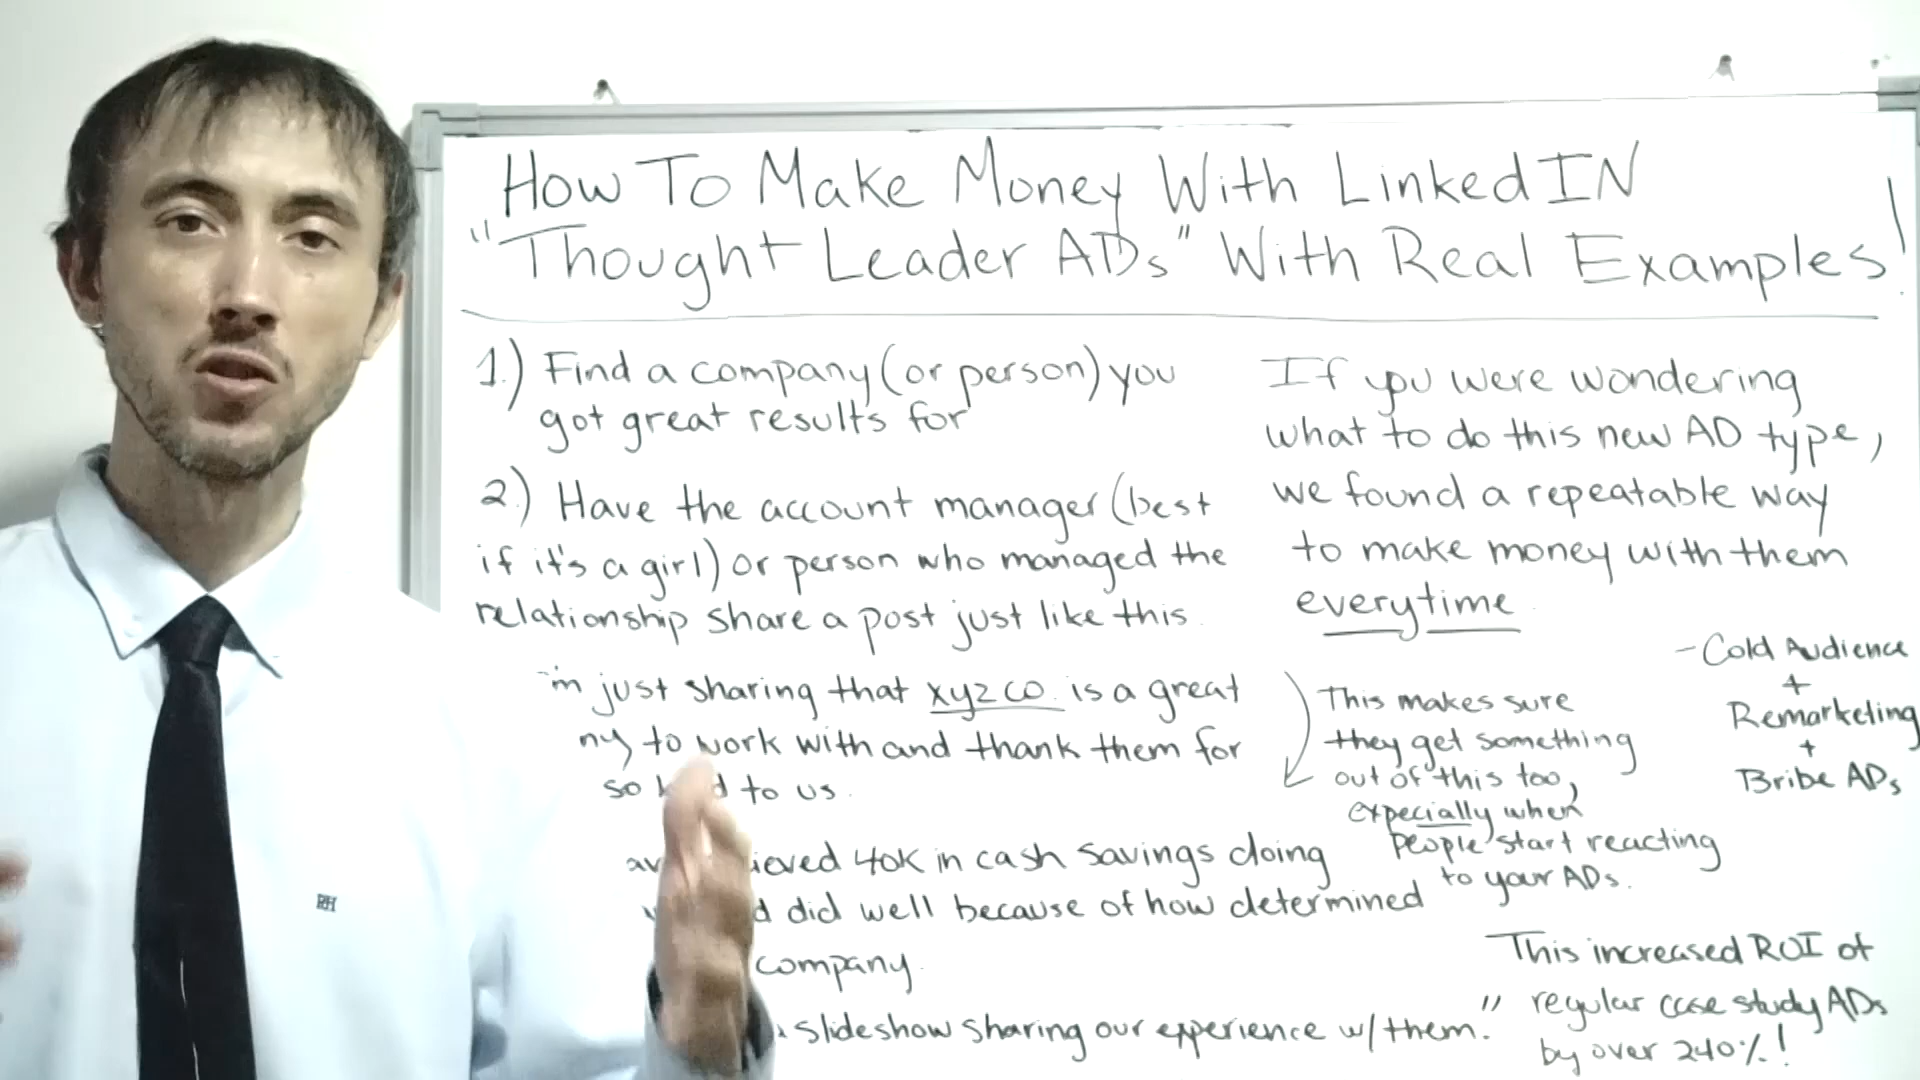 How To Make Money With LinkedIN
"Thought Leader ADs" With Real Examples!
1.) Find a company (or person) you
got great results for
2.) Have the account manager (best
if it's a girl) or person who managed the
relationship share a post just like this.
just sharing that xyz co. is a great
to work with and thank them for
so to us.
40K in cash savings doing
did well because of how determined
company.
slideshow sharing our experience w/ them."
If you were wondering
what to do this new AD type,
we found a repeatable way
to make money with them
everytime
This makes sure
they get something
out of this too,
expecially when
People start reacting
to your ADs.
- Cold Audience
+
Remarketing
+
Bribe ADs
This increased ROI of
regular case study ADs
by over 240%!
RH